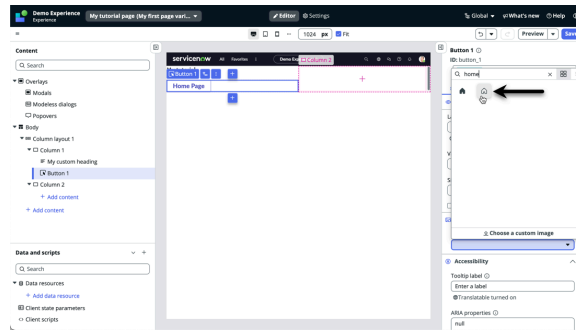 Demo Experience
Experience
My tutorial page (My first page vari...
Editor
Settings
Global
What's new
Help
1024 px
Fit
Preview
Save
Content
Search
Overlays
Modals
Modeless dialogs
Popovers
Body
Column layout 1
Column 1
My custom heading
Button 1
Column 2
+ Add content
+ Add content
Data and scripts
Search
Data resources
+ Add data resource
Client state parameters
Client scripts
servicenow
All
Favorites
Demo Exp
Column 2
Button 1
Home Page
Button 1
ID: button_1
home
Choose a custom image
Accessibility
Tooltip label
Enter a label
Translatable turned on
ARIA properties
null